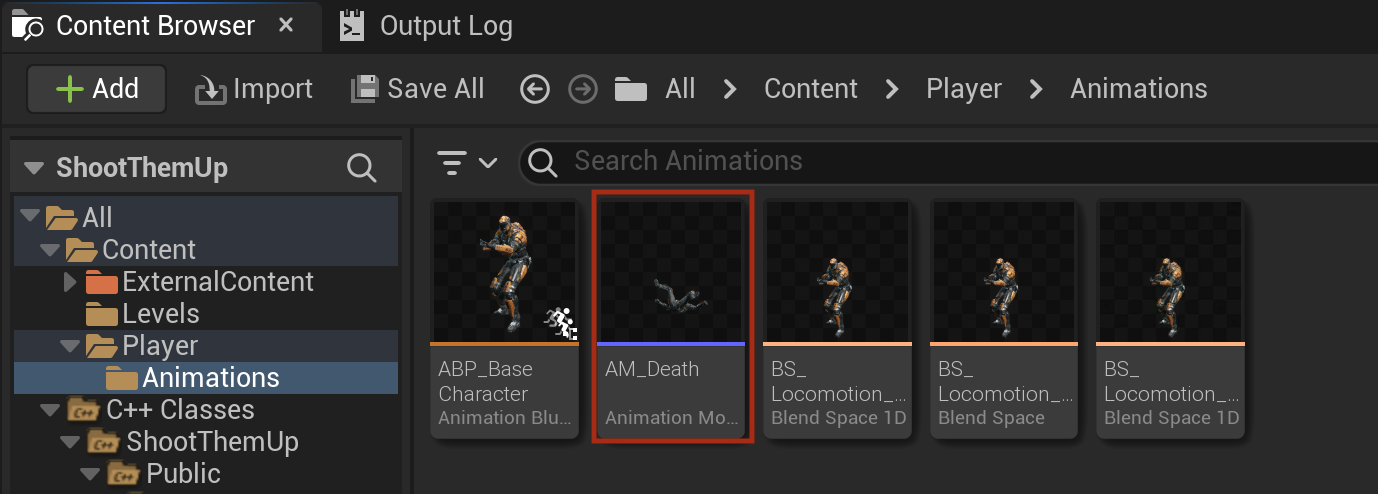 Content Browser
Output Log
Add Import Save All All Content Player Animations
ShootThemUp
Search Animations
All
Content
ExternalContent
Levels
Player
Animations
C++ Classes
ShootThemUp
Public
ABP_Base
Character
Animation Blu...
AM_Death
Animation Mo...
BS_
Locomotion_...
Blend Space 1D
BS_
Locomotion_...
Blend Space
BS_
Locomotion_...
Blend Space 1D